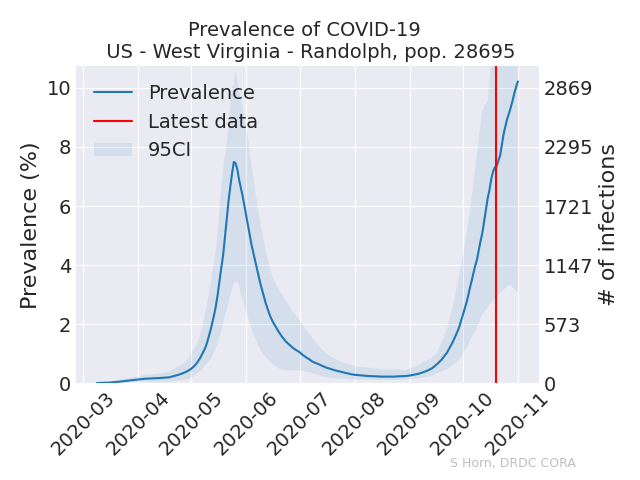 Prevalence of COVID-19
US - West Virginia - Randolph, pop. 28695
Prevalence
Latest data
95CI
Prevalence (%)
10
8
6
4
2
0
2869
2295
1721
1147
573
0
# of infections
2020-03
2020-04
2020-05
2020-06
2020-07
2020-08
2020-09
2020-10
2020-11
S Horn, DRDC CORA